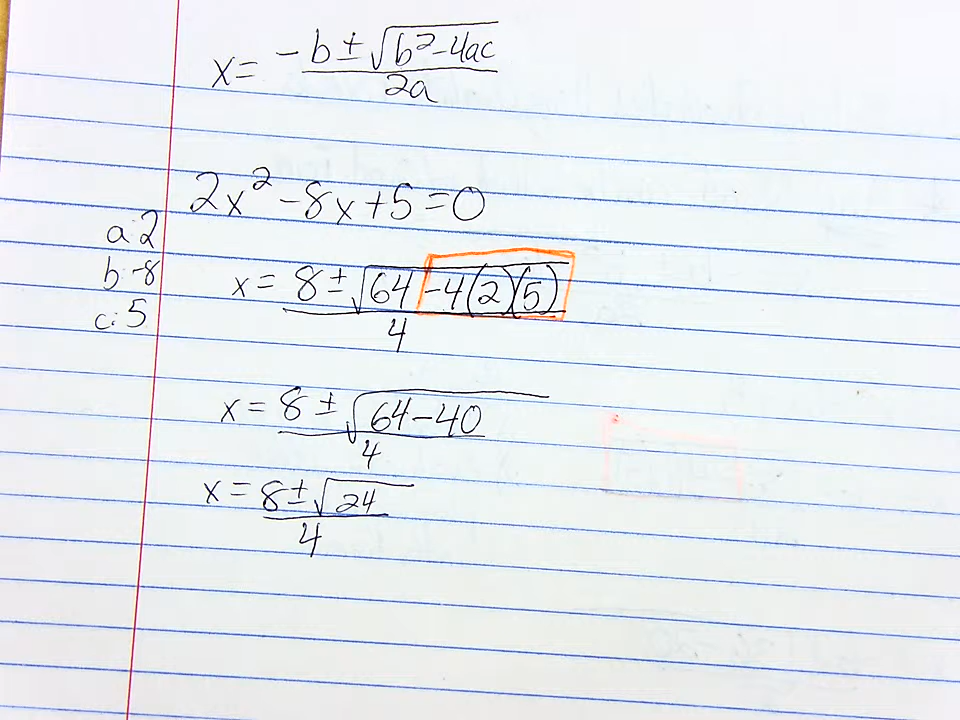 x = -b ± √(b² - 4ac) / 2a
2x² - 8x + 5 = 0
a: 2
b: -8
c: 5
x = 8 ± √(64 - 4(2)(5)) / 4
x = 8 ± √(64 - 40) / 4
x = 8 ± √24 / 4